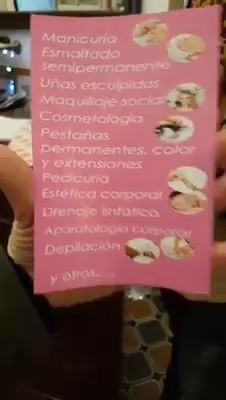 Manicuría
Esmaltado
semipermanente
Uñas esculpidas
Maquillaje social
Cosmetología
Pestañas
permanentes, color
y extensiones
Pedicuría
Estética corporal
Drenaje linfático
Aparatología corporal
Depilación
y otros....